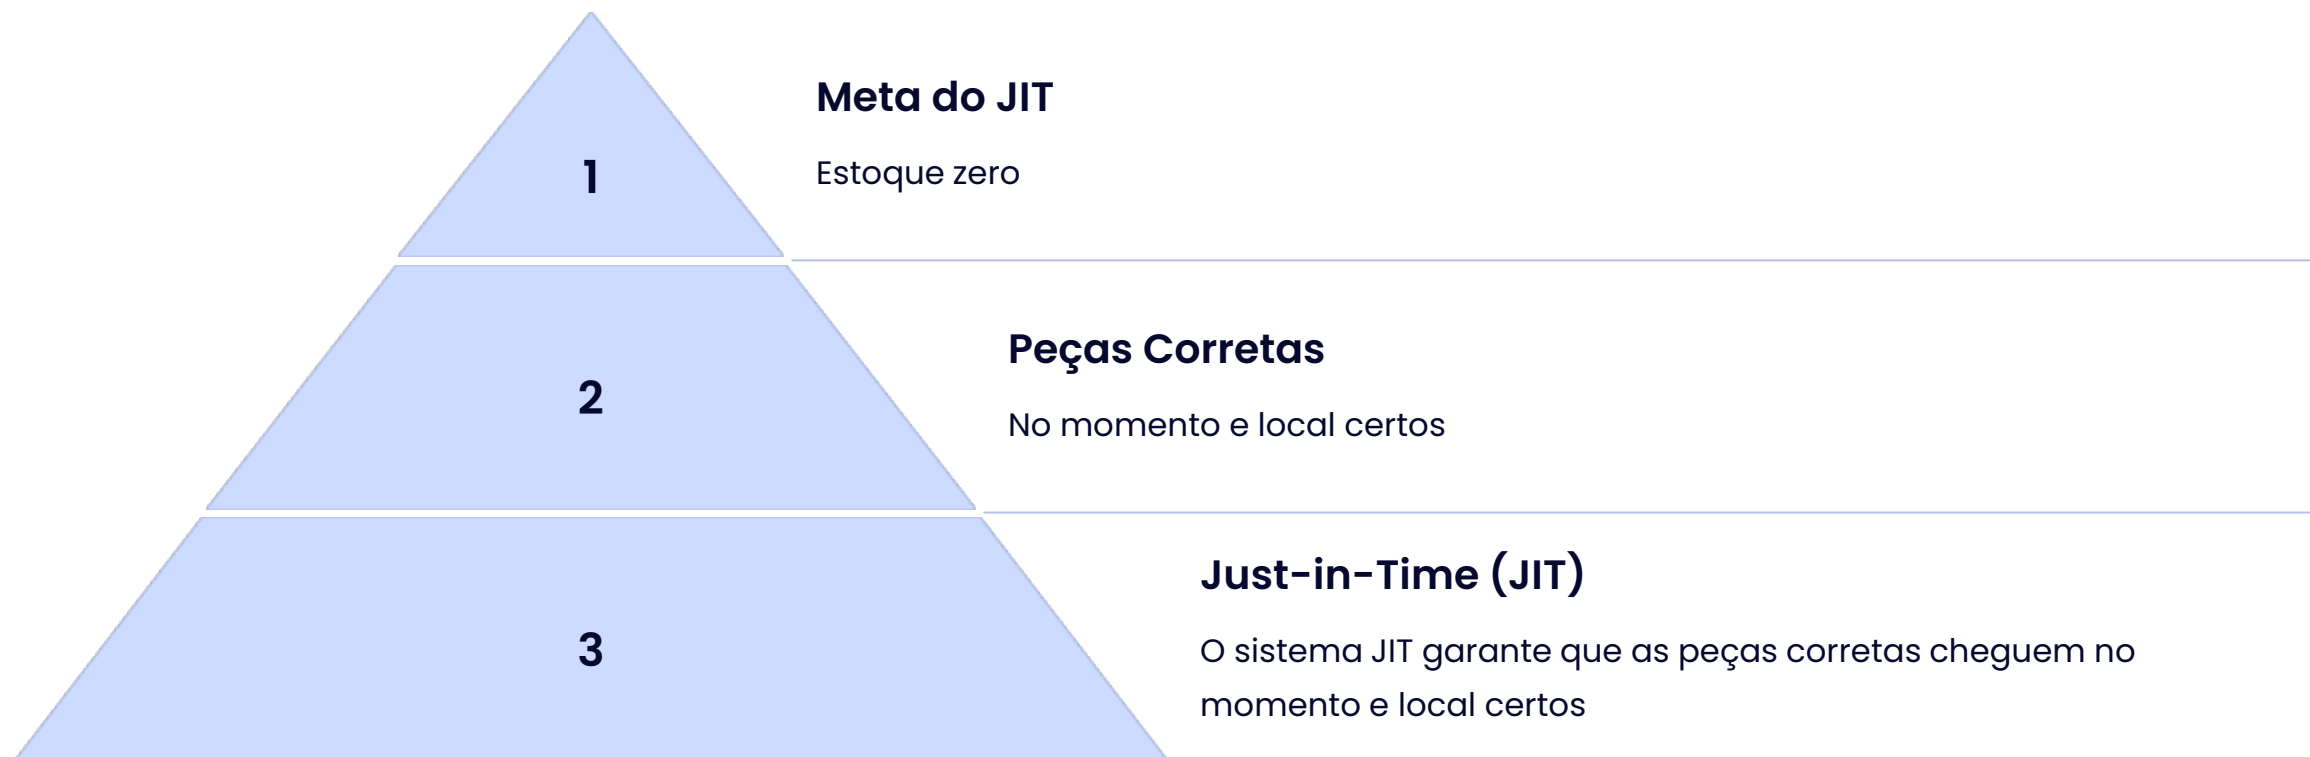 1
Meta do JIT
Estoque zero
2
Peças Corretas
No momento e local certos
3
Just-in-Time (JIT)
O sistema JIT garante que as peças corretas cheguem no
momento e local certos